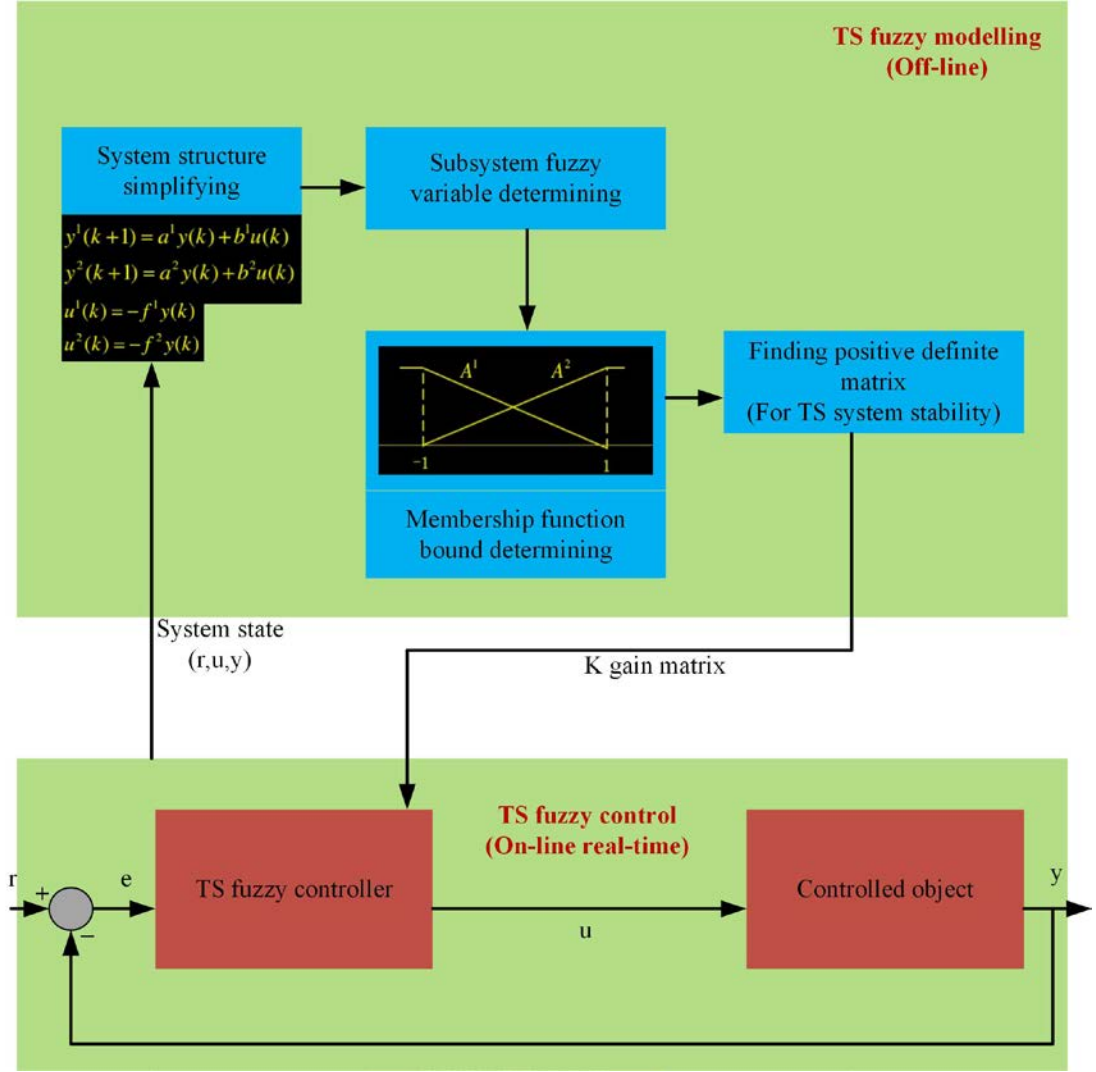 TS fuzzy modelling
(Off-line)
System structure
simplifying
y¹(k+1)=a¹y(k)+b¹u(k)
y²(k+1)=a²y(k)+b²u(k)
u¹(k)=−f¹y(k)
u²(k)=−f²y(k)
Subsystem fuzzy
variable determining
A¹ A²
−1 1
Membership function
bound determining
Finding positive definite
matrix
(For TS system stability)
System state
(r,u,y)
K gain matrix
TS fuzzy control
(On-line real-time)
r + − e
TS fuzzy controller
u
Controlled object
y